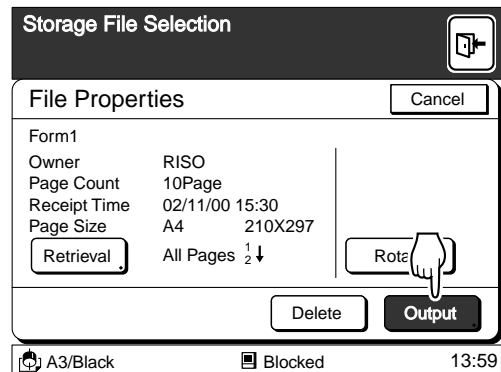 Storage File Selection
File Properties
Cancel
Form1
Owner RISO
Page Count 10Page
Receipt Time 02/11/00 15:30
Page Size A4 210X297
Retrieval All Pages 1 2
Delete Output
A3/Black Blocked 13:59